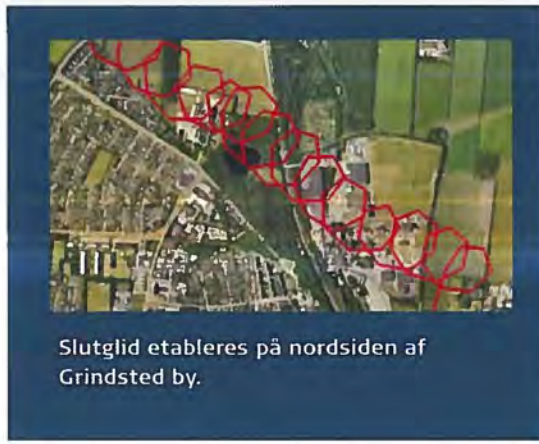 Slutglid etableres på nordsiden af
Grindsted by.